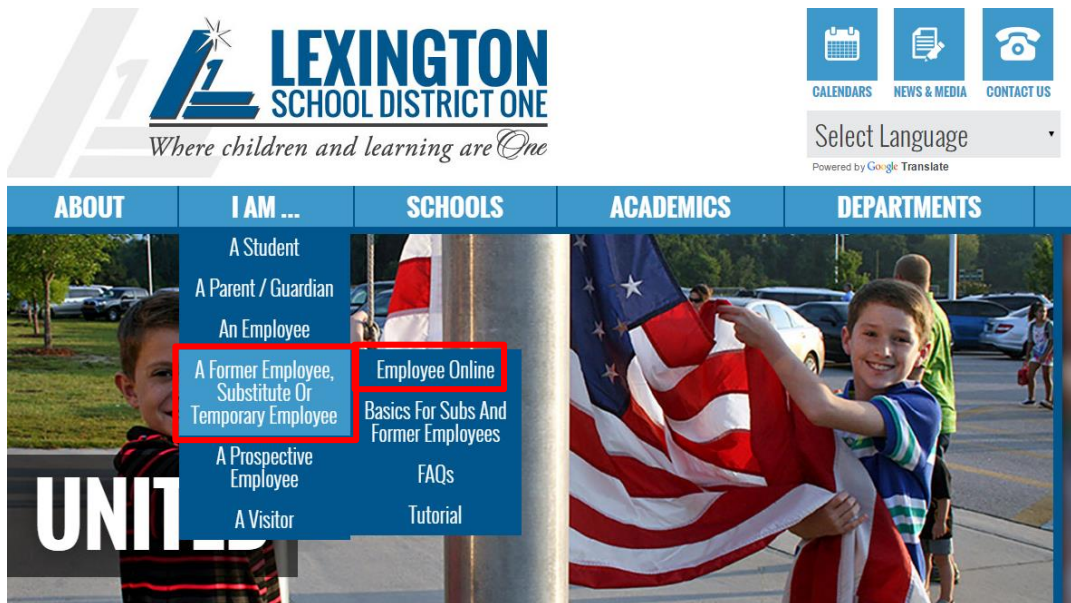 1
1
LEXINGTON
SCHOOL DISTRICT ONE
Where children and learning are One
CALENDARS
NEWS & MEDIA
CONTACT US
Select Language
Powered by Google Translate
ABOUT
I AM ...
SCHOOLS
ACADEMICS
DEPARTMENTS
A Student
A Parent / Guardian
An Employee
A Former Employee,
Substitute Or
Temporary Employee
A Prospective
Employee
A Visitor
Employee Online
Basics For Subs And
Former Employees
FAQs
Tutorial